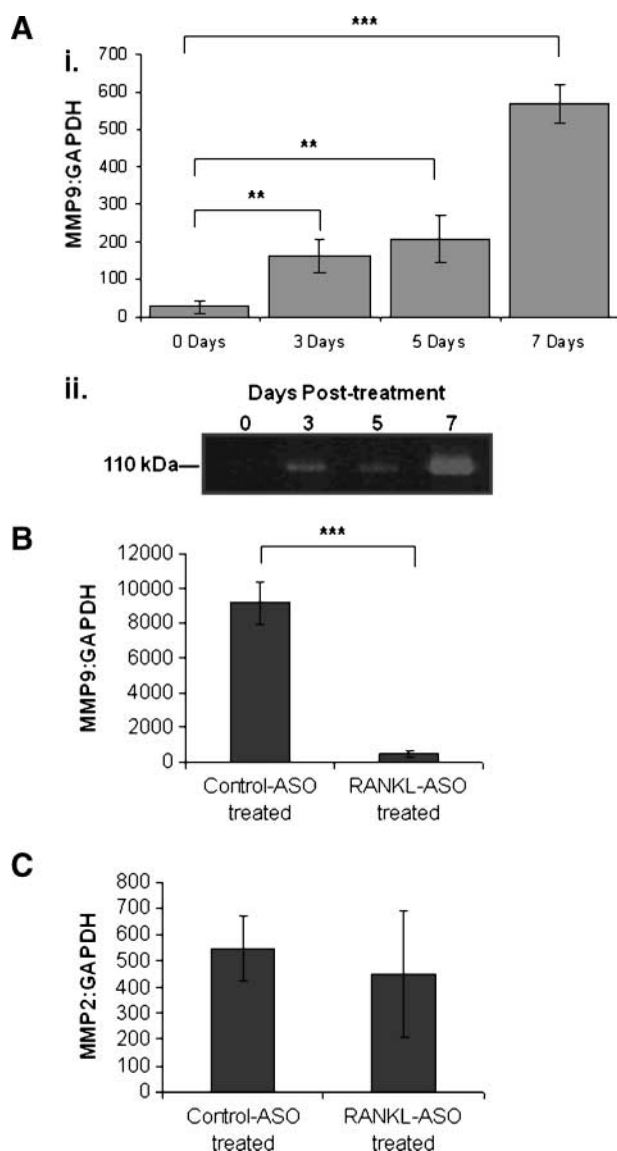 A
i.
***
**
**
MMP9:GAPDH
700
600
500
400
300
200
100
0
0 Days 3 Days 5 Days 7 Days
ii.
Days Post-treatment
0 3 5 7
110 kDa
B
***
MMP9:GAPDH
12000
10000
8000
6000
4000
2000
0
Control-ASO treated RANKL-ASO treated
C
MMP2:GAPDH
800
700
600
500
400
300
200
100
0
Control-ASO treated RANKL-ASO treated